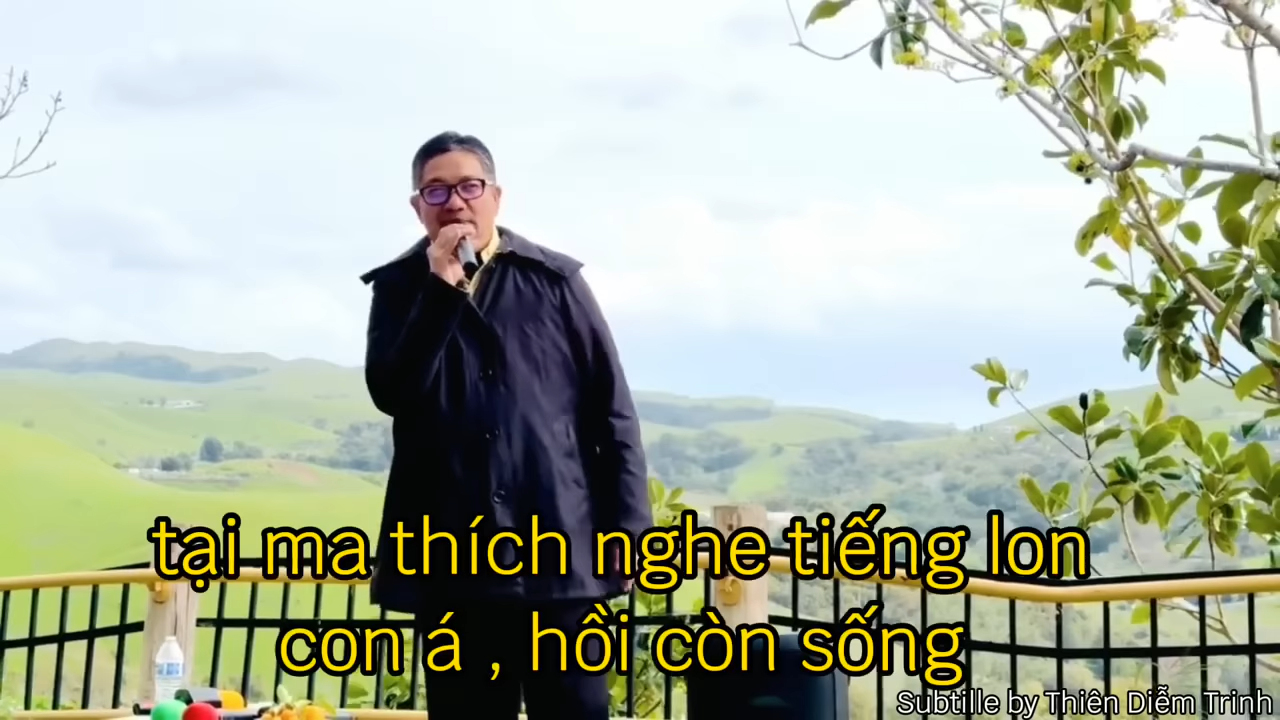 tại ma thích nghe tiếng lon
con á , hồi còn sống
Subtille by Thiên Diễm Trinh